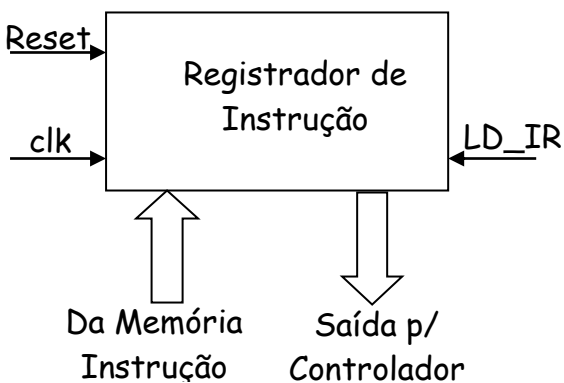 Reset
Registrador de
Instrução
clk
LD_IR
Da Memória
Instrução
Saída p/
Controlador